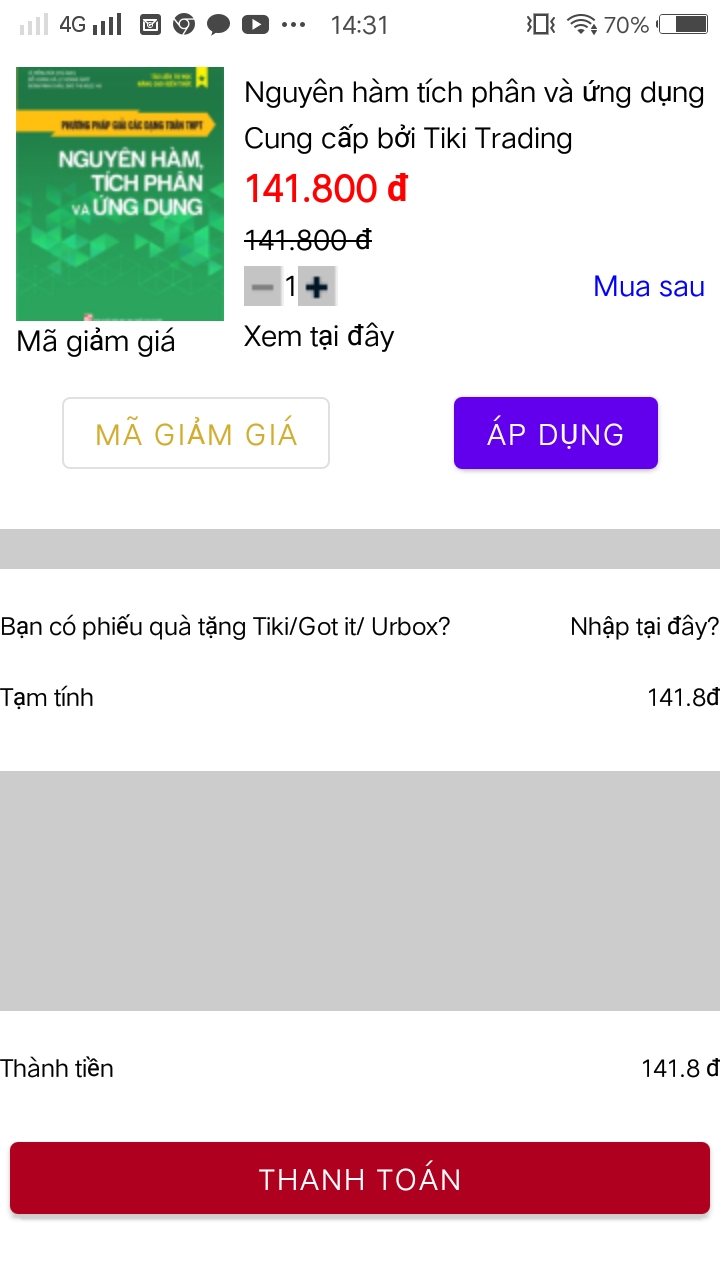 4G 14:31 70%
PHƯƠNG PHÁP GIẢI CÁC DẠNG TOÁN THPT
NGUYÊN HÀM,
TÍCH PHÂN
VÀ ỨNG DỤNG
Nguyên hàm tích phân và ứng dụng
Cung cấp bởi Tiki Trading
141.800 đ
141.800 đ
1
Mua sau
Mã giảm giá
Xem tại đây
MÃ GIẢM GIÁ
ÁP DỤNG
Bạn có phiếu quà tặng Tiki/Got it/ Urbox? Nhập tại đây?
Tạm tính 141.8đ
Thành tiền 141.8 đ
THANH TOÁN